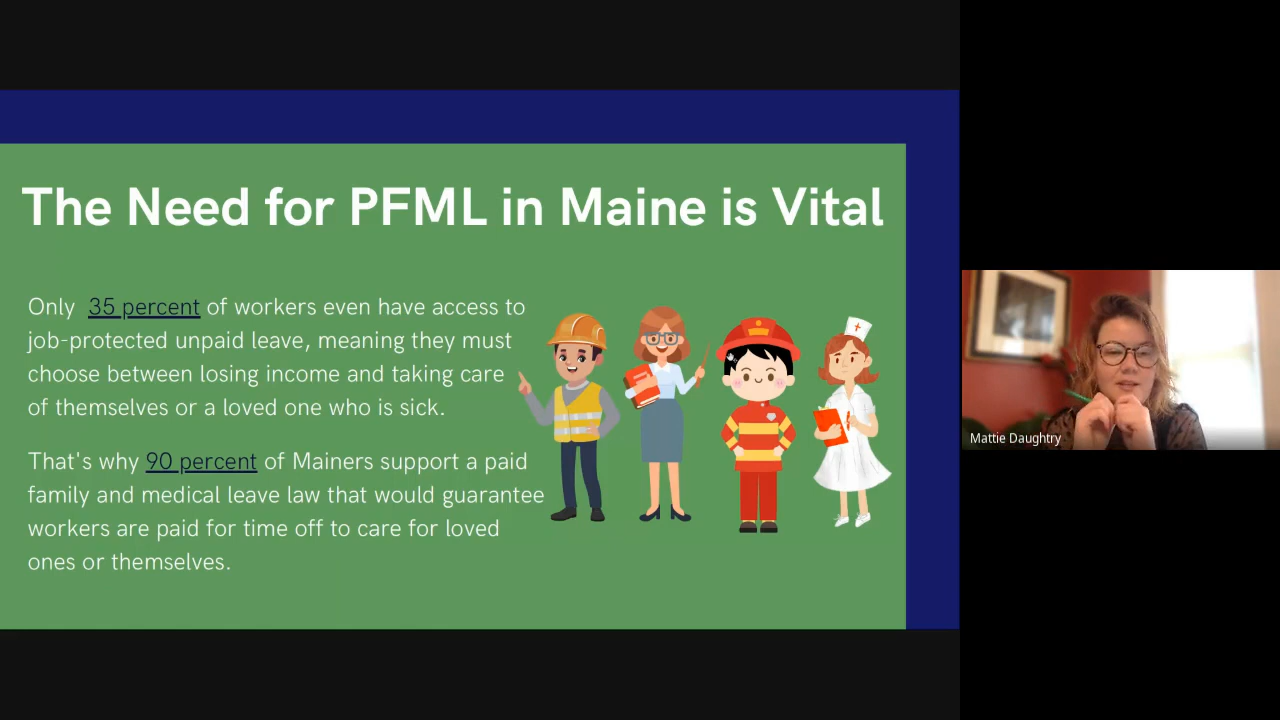 The Need for PFML in Maine is Vital
Only 35 percent of workers even have access to
job-protected unpaid leave, meaning they must
choose between losing income and taking care
of themselves or a loved one who is sick.
That's why 90 percent of Mainers support a paid
family and medical leave law that would guarantee
workers are paid for time off to care for loved
ones or themselves.
Mattie Daughtry